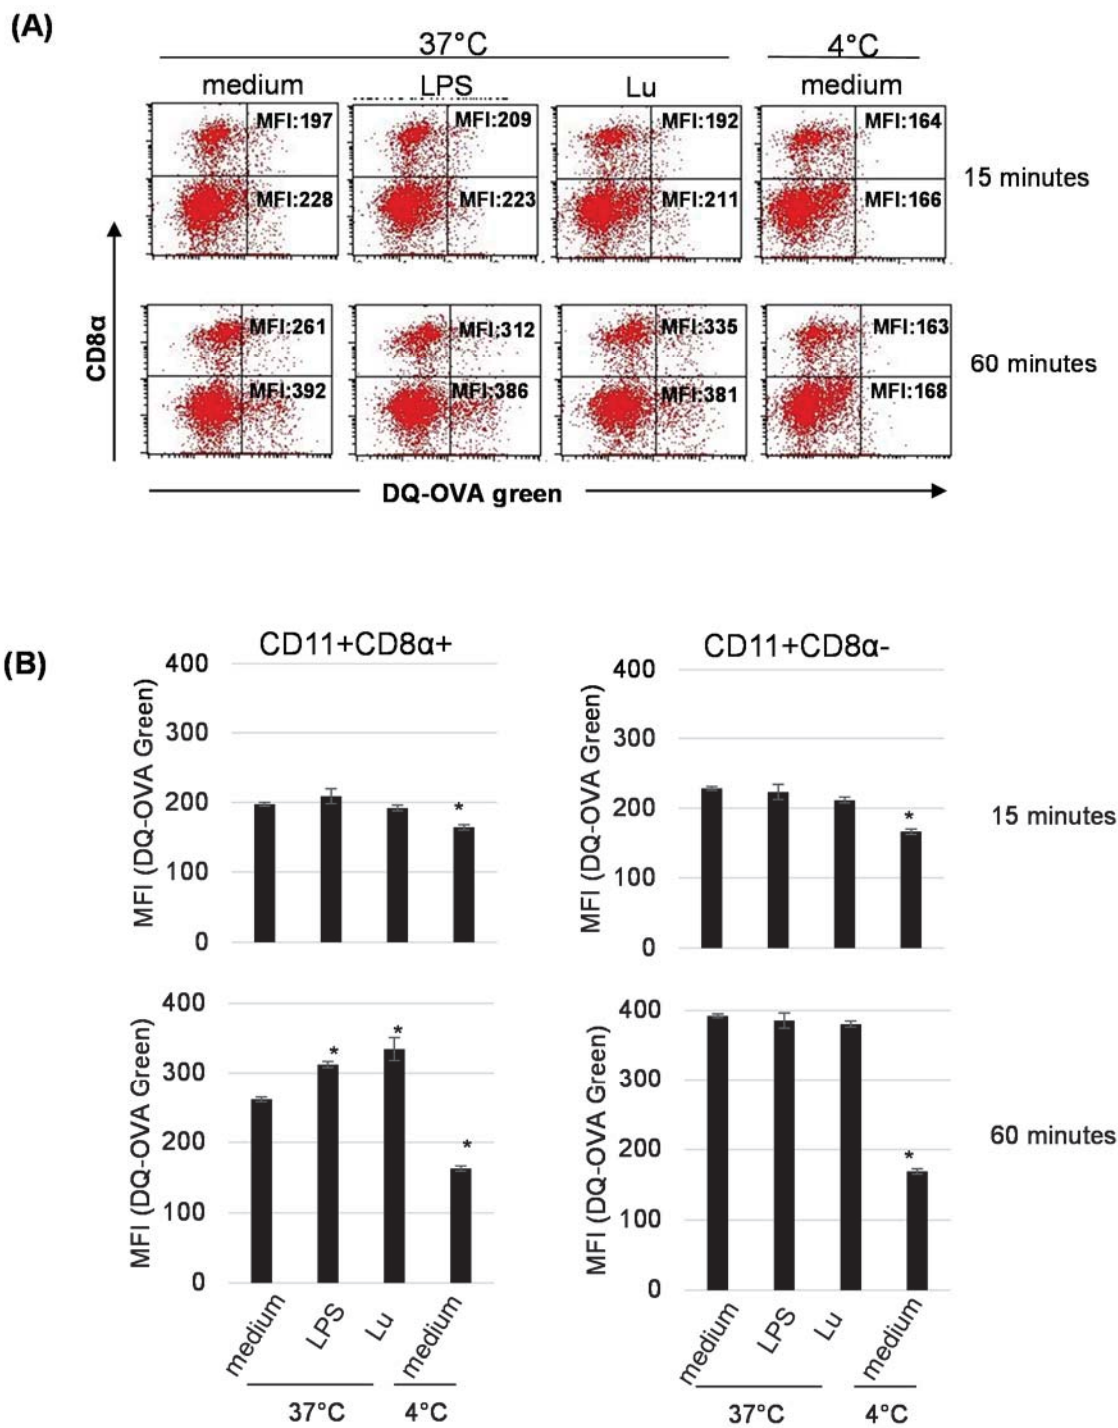 (A)
37°C 4°C
medium LPS Lu medium
MFI:197 MFI:209 MFI:192 MFI:164
MFI:228 MFI:223 MFI:211 MFI:166
15 minutes
MFI:261 MFI:312 MFI:335 MFI:163
MFI:392 MFI:386 MFI:381 MFI:168
60 minutes
CD8α
DQ-OVA green
(B)
CD11+CD8α+ CD11+CD8α-
MFI (DQ-OVA Green)
400
300
200
100
0
*
MFI (DQ-OVA Green)
400
300
200
100
0
*
15 minutes
MFI (DQ-OVA Green)
400
300
200
100
0
* * *
MFI (DQ-OVA Green)
400
300
200
100
0
*
60 minutes
medium LPS Lu medium
37°C 4°C
medium LPS Lu medium
37°C 4°C